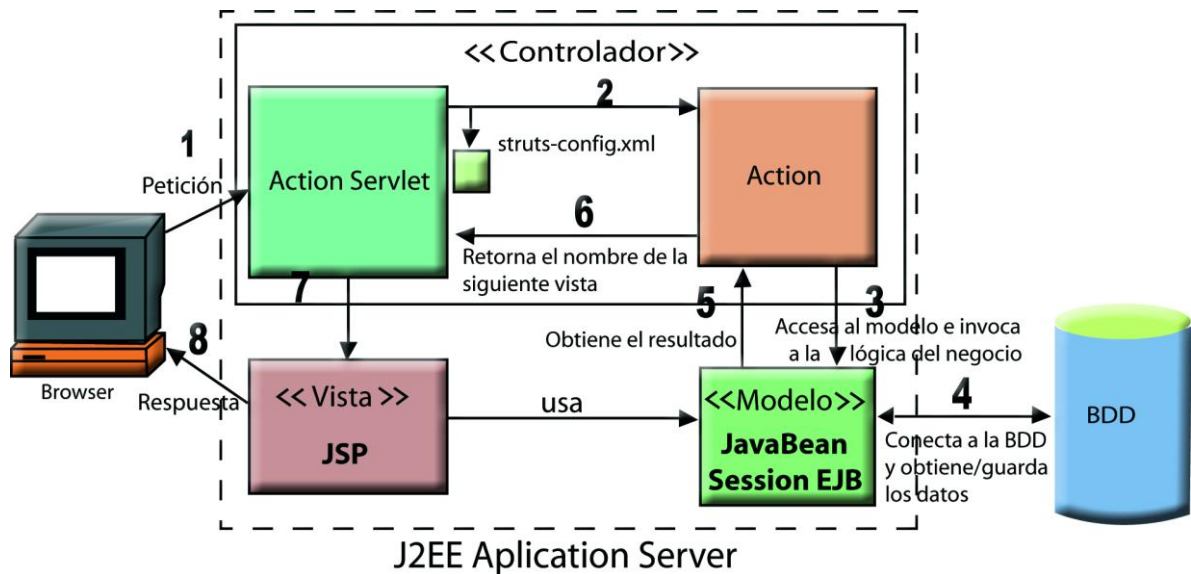 <<Controlador>>
1
Petición
Action Servlet
2
struts-config.xml
Action
6
Retorna el nombre de la
siguiente vista
7
5
Obtiene el resultado
3
Accesa al modelo e invoca
a la lógica del negocio
8
Browser
Respuesta
<< Vista >>
JSP
usa
<<Modelo>>
JavaBean
Session EJB
4
Conecta a la BDD
y obtiene/guarda
los datos
BDD
J2EE Aplication Server